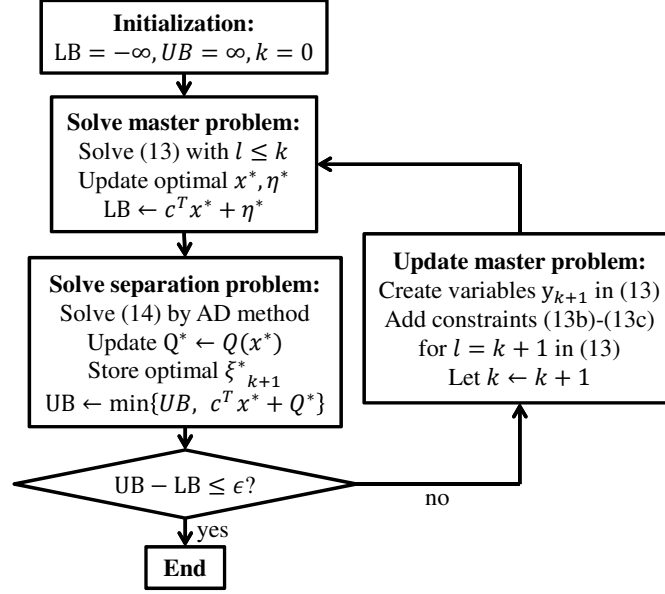 Initialization:
LB = −∞, UB = ∞, k = 0
Solve master problem:
Solve (13) with l ≤ k
Update optimal x*, η*
LB ← c^T x* + η*
Solve separation problem:
Solve (14) by AD method
Update Q* ← Q(x*)
Store optimal ξ*_{k+1}
UB ← min{UB, c^T x* + Q*}
UB − LB ≤ ϵ?
yes
End
no
Update master problem:
Create variables y_{k+1} in (13)
Add constraints (13b)-(13c)
for l = k + 1 in (13)
Let k ← k + 1